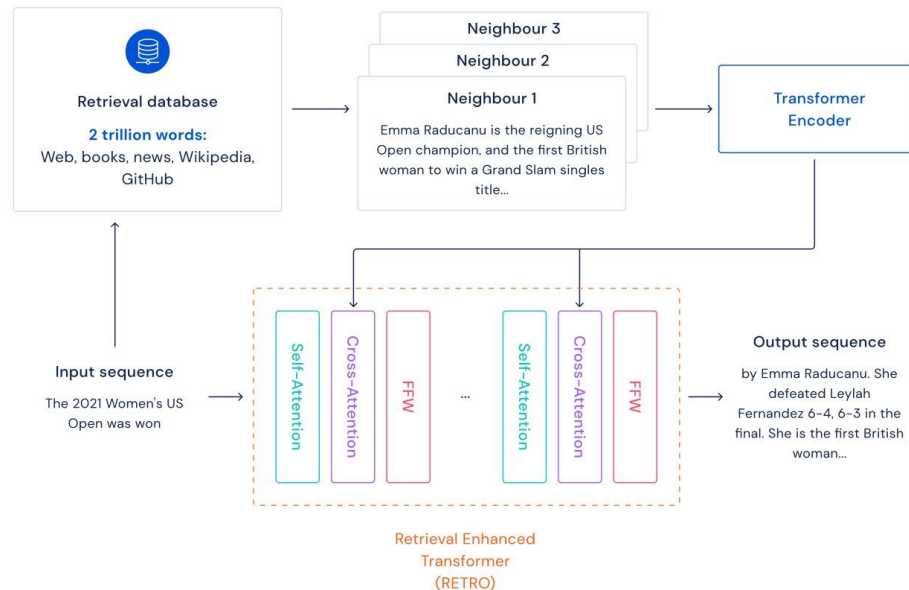 Retrieval database
2 trillion words:
Web, books, news, Wikipedia,
GitHub
Neighbour 3
Neighbour 2
Neighbour 1
Emma Raducanu is the reigning US
Open champion, and the first British
woman to win a Grand Slam singles
title...
Transformer
Encoder
Input sequence
The 2021 Women's US
Open was won
Self-Attention
Cross-Attention
FFW
...
Self-Attention
Cross-Attention
FFW
Output sequence
by Emma Raducanu. She
defeated Leylah
Fernandez 6-4, 6-3 in the
final. She is the first British
woman...
Retrieval Enhanced
Transformer
(RETRO)